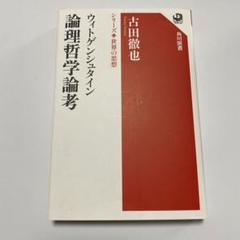 角川選書
古田徹也
シリーズ◆世界の思想
ウィトゲンシュタイン
論理哲学論考